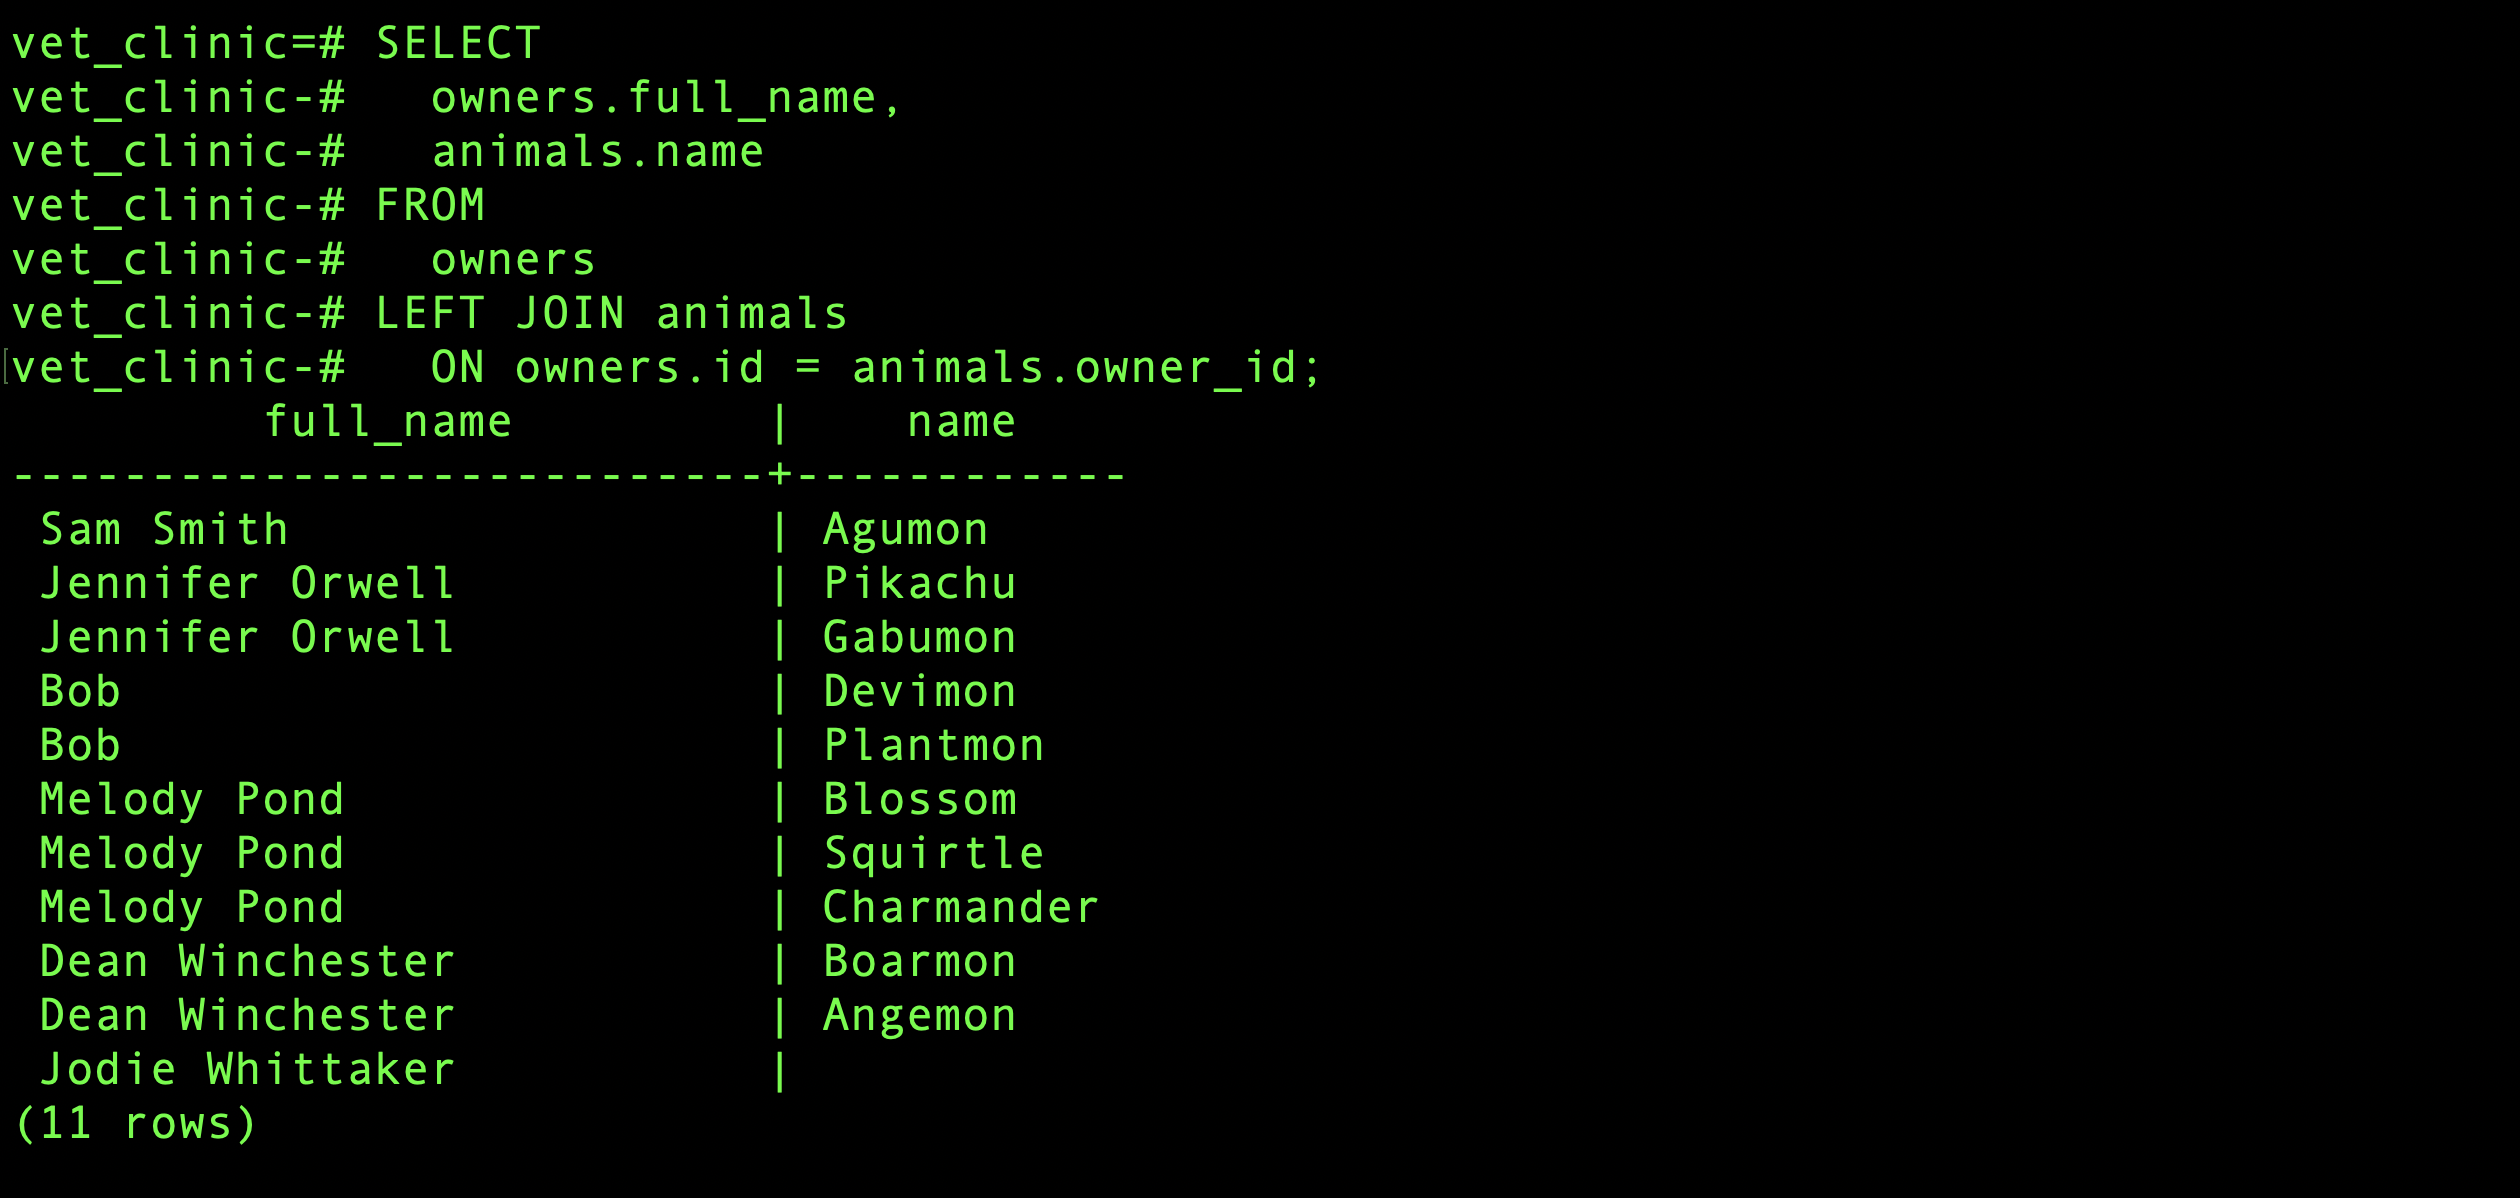 vet_clinic=# SELECT
vet_clinic-#   owners.full_name,
vet_clinic-#   animals.name
vet_clinic-# FROM
vet_clinic-#   owners
vet_clinic-# LEFT JOIN animals
vet_clinic-#   ON owners.id = animals.owner_id;
         full_name         |    name
---------------------------+------------
 Sam Smith                 | Agumon
 Jennifer Orwell           | Pikachu
 Jennifer Orwell           | Gabumon
 Bob                       | Devimon
 Bob                       | Plantmon
 Melody Pond               | Blossom
 Melody Pond               | Squirtle
 Melody Pond               | Charmander
 Dean Winchester           | Boarmon
 Dean Winchester           | Angemon
 Jodie Whittaker           |
(11 rows)